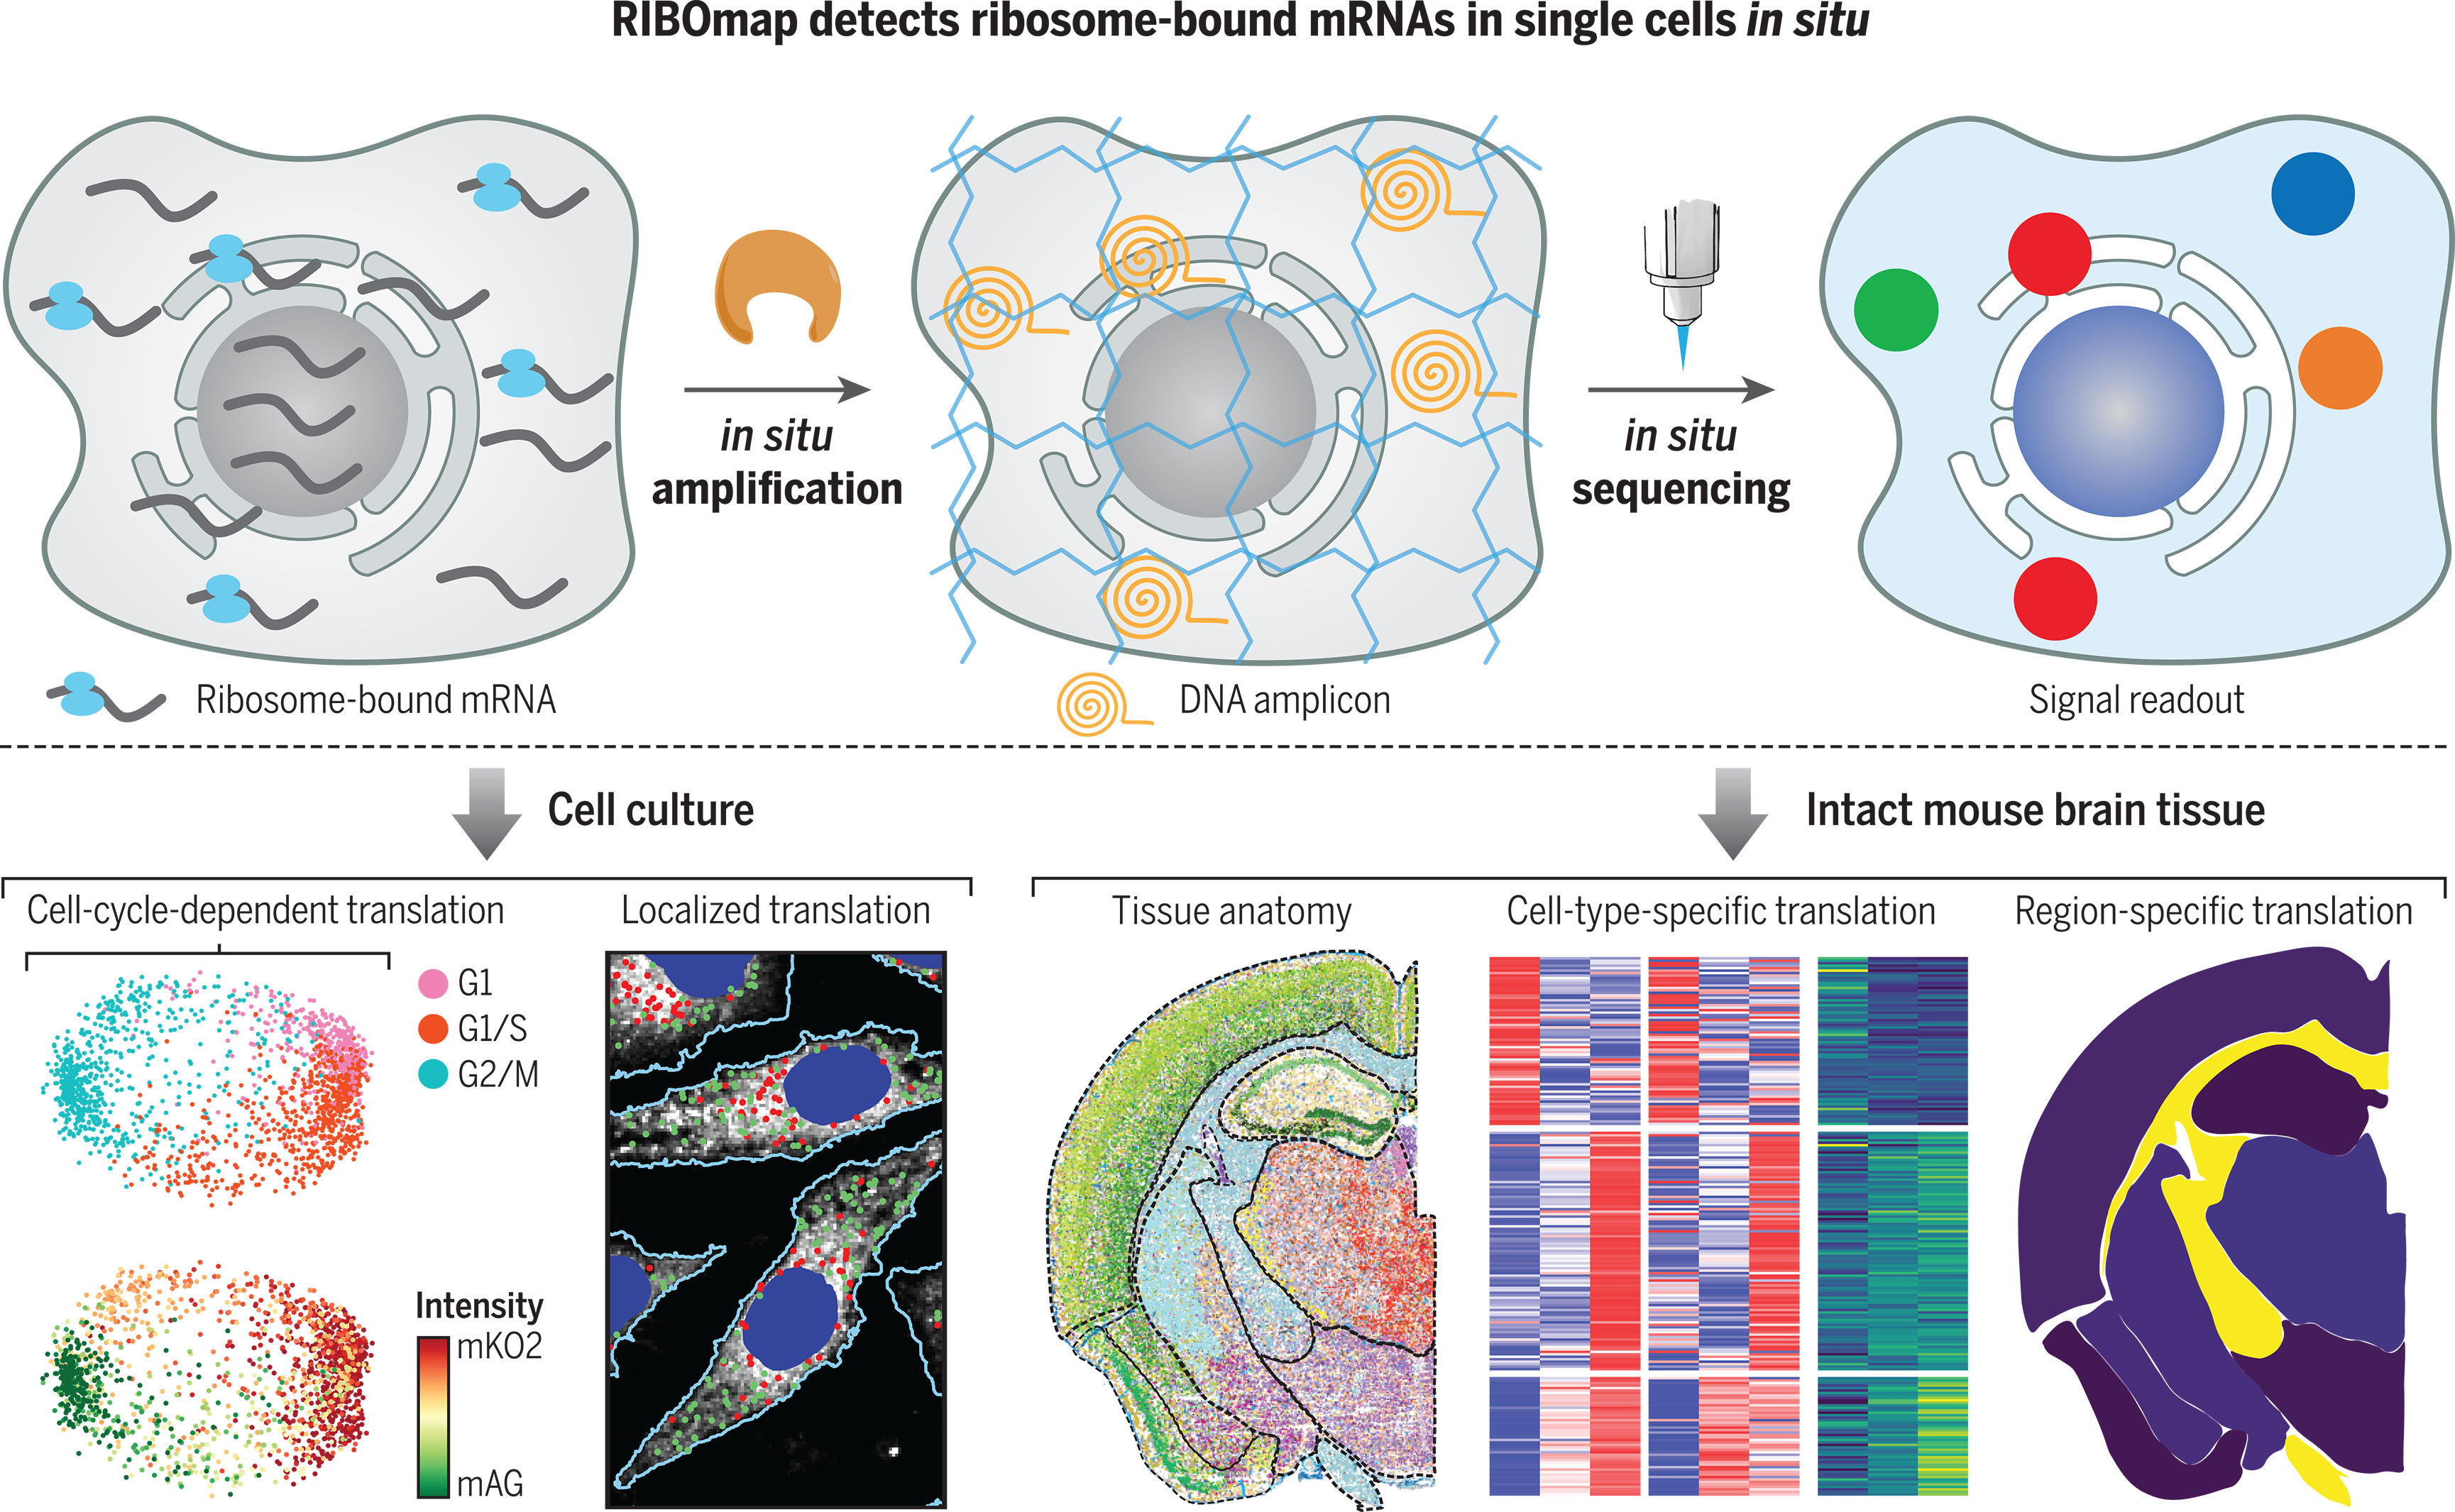 RIBOmap detects ribosome-bound mRNAs in single cells in situ
in situ
amplification
in situ
sequencing
Ribosome-bound mRNA
DNA amplicon
Signal readout
Cell culture
Intact mouse brain tissue
Cell-cycle-dependent translation
Localized translation
Tissue anatomy
Cell-type-specific translation
Region-specific translation
G1
G1/S
G2/M
Intensity
mKO2
mAG